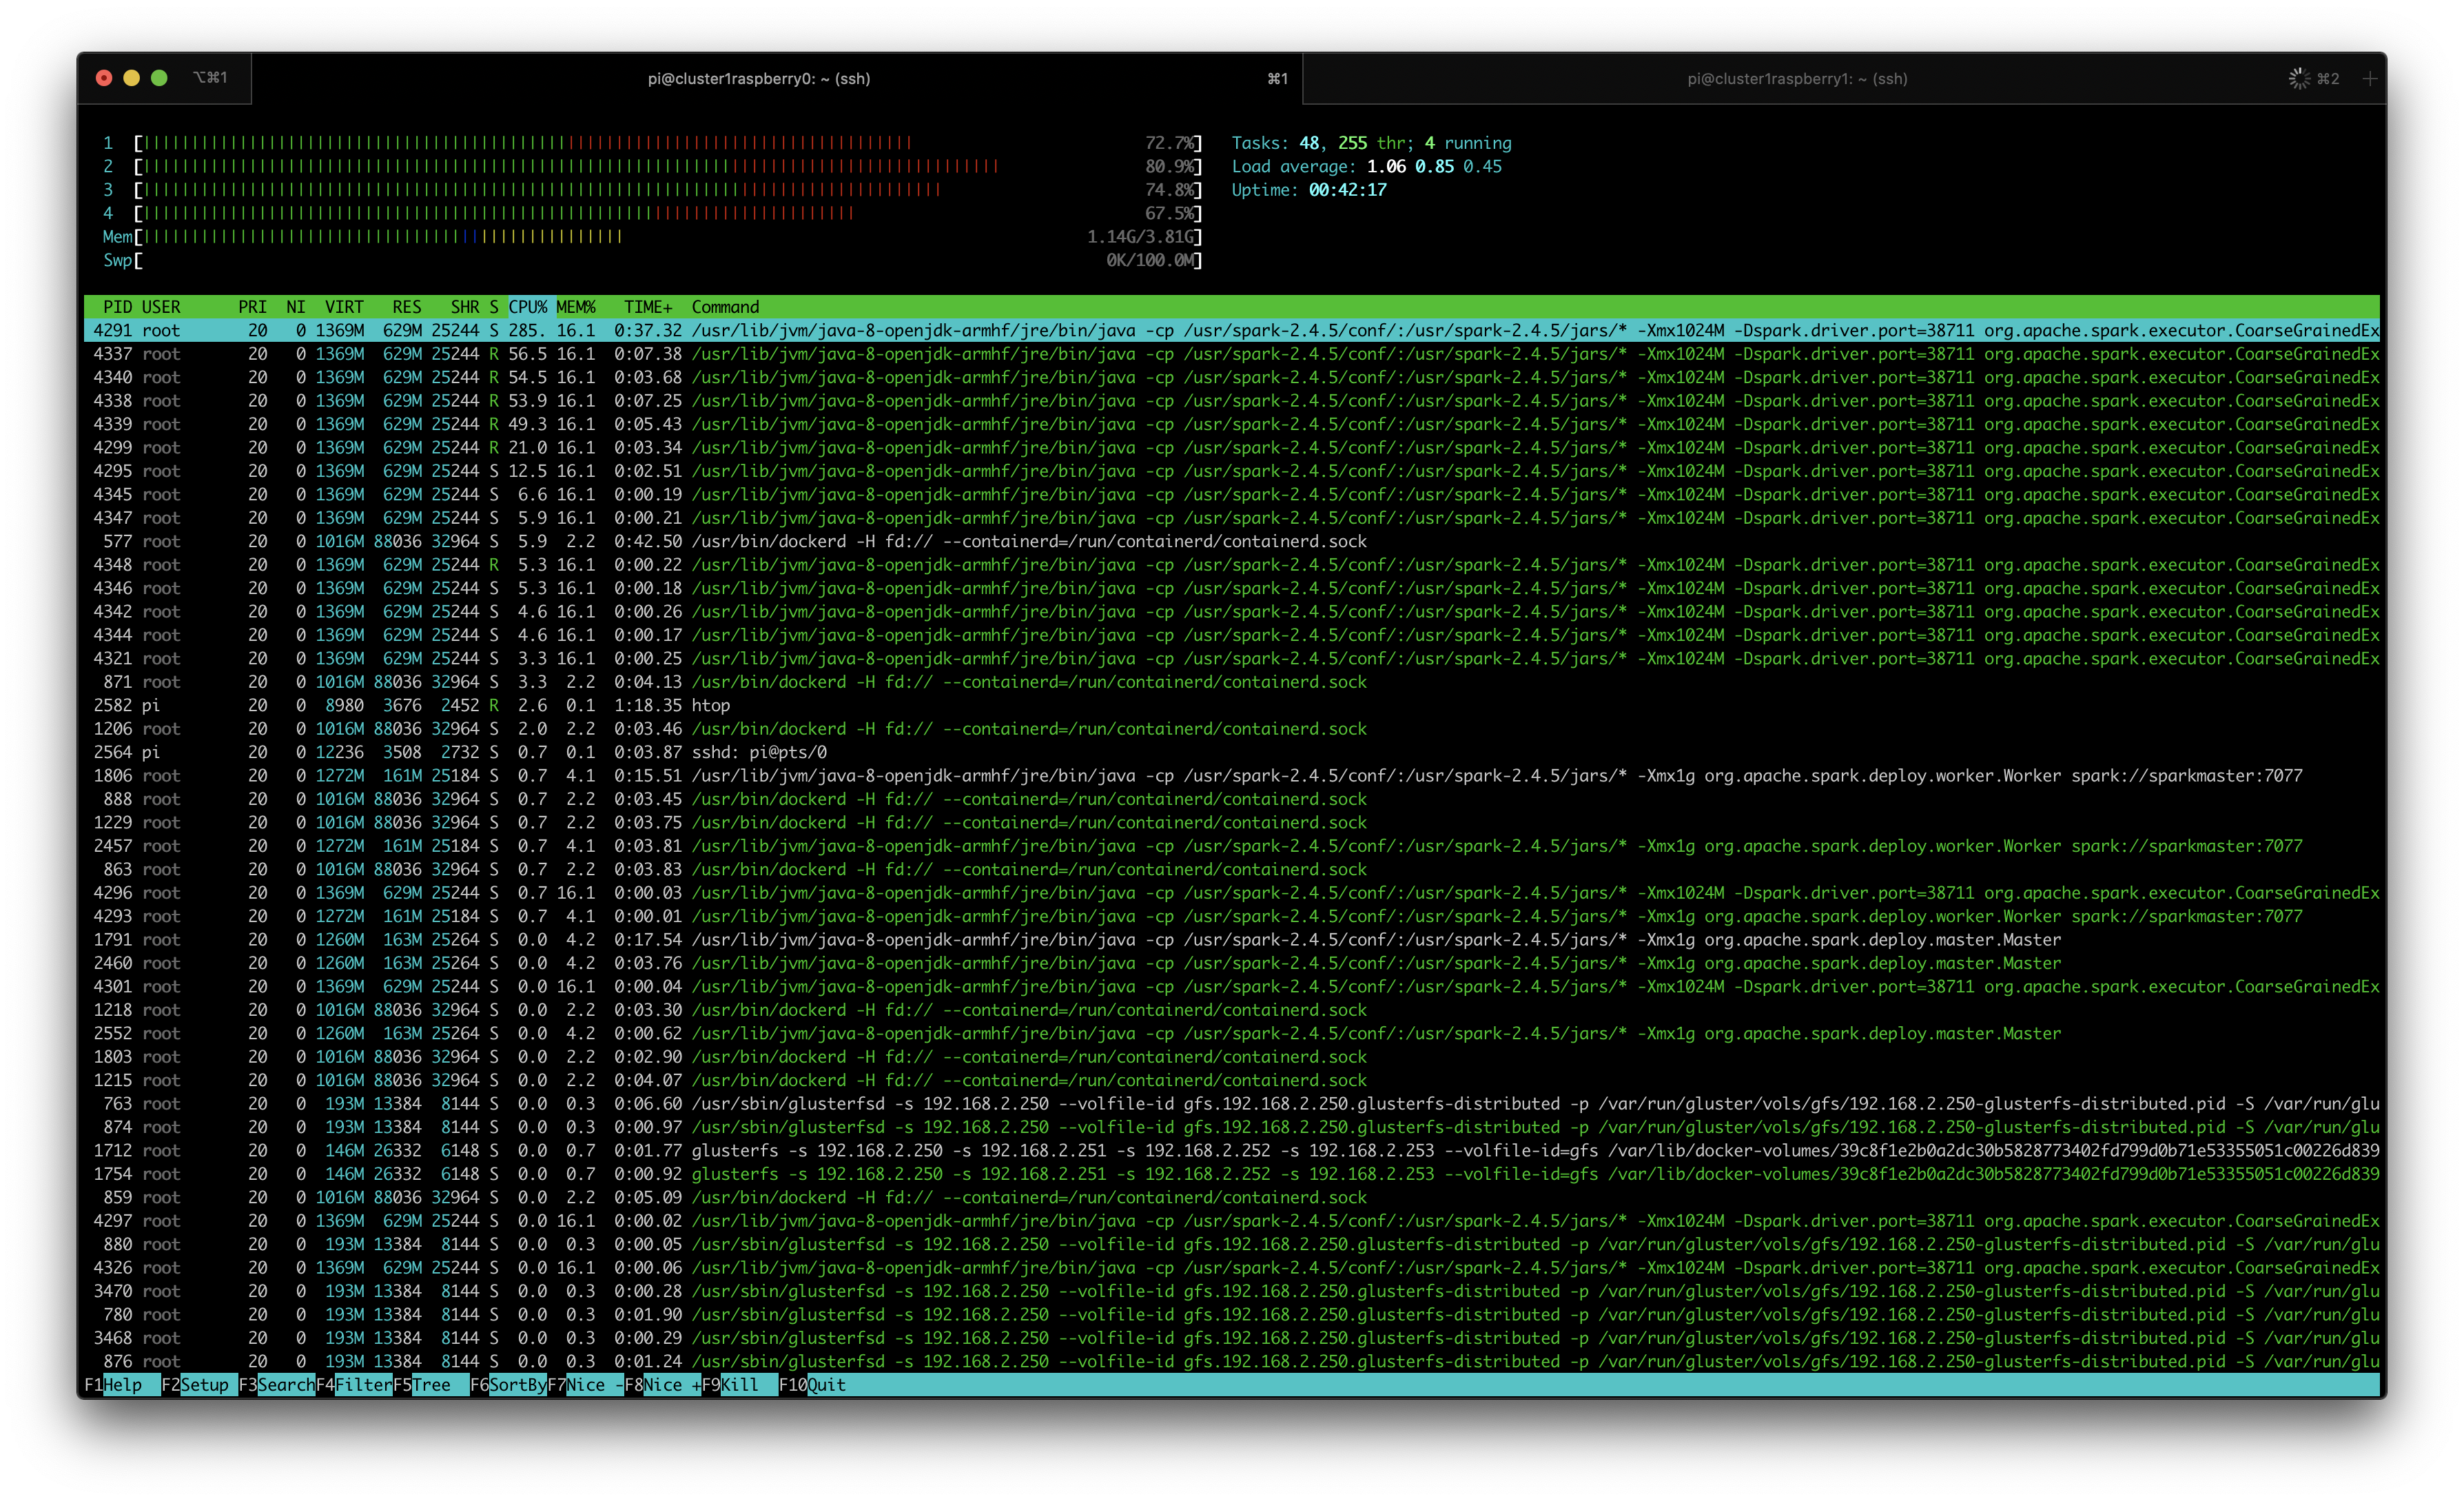 ⌥⌘1 pi@cluster1raspberry0: ~ (ssh) ⌘1 pi@cluster1raspberry1: ~ (ssh) ⌘2 +
1 [ 72.7%] Tasks: 48, 255 thr; 4 running
2 [ 80.9%] Load average: 1.06 0.85 0.45
3 [ 74.8%] Uptime: 00:42:17
4 [ 67.5%]
Mem[ 1.14G/3.81G]
Swp[ 0K/100.0M]
PID USER PRI NI VIRT RES SHR S CPU% MEM% TIME+ Command
4291 root 20 0 1369M 629M 25244 S 285. 16.1 0:37.32 /usr/lib/jvm/java-8-openjdk-armhf/jre/bin/java -cp /usr/spark-2.4.5/conf/:/usr/spark-2.4.5/jars/* -Xmx1024M -Dspark.driver.port=38711 org.apache.spark.executor.CoarseGrainedEx
4337 root 20 0 1369M 629M 25244 R 56.5 16.1 0:07.38 /usr/lib/jvm/java-8-openjdk-armhf/jre/bin/java -cp /usr/spark-2.4.5/conf/:/usr/spark-2.4.5/jars/* -Xmx1024M -Dspark.driver.port=38711 org.apache.spark.executor.CoarseGrainedEx
4340 root 20 0 1369M 629M 25244 R 54.5 16.1 0:03.68 /usr/lib/jvm/java-8-openjdk-armhf/jre/bin/java -cp /usr/spark-2.4.5/conf/:/usr/spark-2.4.5/jars/* -Xmx1024M -Dspark.driver.port=38711 org.apache.spark.executor.CoarseGrainedEx
4338 root 20 0 1369M 629M 25244 R 53.9 16.1 0:07.25 /usr/lib/jvm/java-8-openjdk-armhf/jre/bin/java -cp /usr/spark-2.4.5/conf/:/usr/spark-2.4.5/jars/* -Xmx1024M -Dspark.driver.port=38711 org.apache.spark.executor.CoarseGrainedEx
4339 root 20 0 1369M 629M 25244 R 49.3 16.1 0:05.43 /usr/lib/jvm/java-8-openjdk-armhf/jre/bin/java -cp /usr/spark-2.4.5/conf/:/usr/spark-2.4.5/jars/* -Xmx1024M -Dspark.driver.port=38711 org.apache.spark.executor.CoarseGrainedEx
4299 root 20 0 1369M 629M 25244 R 21.0 16.1 0:03.34 /usr/lib/jvm/java-8-openjdk-armhf/jre/bin/java -cp /usr/spark-2.4.5/conf/:/usr/spark-2.4.5/jars/* -Xmx1024M -Dspark.driver.port=38711 org.apache.spark.executor.CoarseGrainedEx
4295 root 20 0 1369M 629M 25244 S 12.5 16.1 0:02.51 /usr/lib/jvm/java-8-openjdk-armhf/jre/bin/java -cp /usr/spark-2.4.5/conf/:/usr/spark-2.4.5/jars/* -Xmx1024M -Dspark.driver.port=38711 org.apache.spark.executor.CoarseGrainedEx
4345 root 20 0 1369M 629M 25244 S 6.6 16.1 0:00.19 /usr/lib/jvm/java-8-openjdk-armhf/jre/bin/java -cp /usr/spark-2.4.5/conf/:/usr/spark-2.4.5/jars/* -Xmx1024M -Dspark.driver.port=38711 org.apache.spark.executor.CoarseGrainedEx
4347 root 20 0 1369M 629M 25244 S 5.9 16.1 0:00.21 /usr/lib/jvm/java-8-openjdk-armhf/jre/bin/java -cp /usr/spark-2.4.5/conf/:/usr/spark-2.4.5/jars/* -Xmx1024M -Dspark.driver.port=38711 org.apache.spark.executor.CoarseGrainedEx
577 root 20 0 1016M 88036 32964 S 5.9 2.2 0:42.50 /usr/bin/dockerd -H fd:// --containerd=/run/containerd/containerd.sock
4348 root 20 0 1369M 629M 25244 R 5.3 16.1 0:00.22 /usr/lib/jvm/java-8-openjdk-armhf/jre/bin/java -cp /usr/spark-2.4.5/conf/:/usr/spark-2.4.5/jars/* -Xmx1024M -Dspark.driver.port=38711 org.apache.spark.executor.CoarseGrainedEx
4346 root 20 0 1369M 629M 25244 S 5.3 16.1 0:00.18 /usr/lib/jvm/java-8-openjdk-armhf/jre/bin/java -cp /usr/spark-2.4.5/conf/:/usr/spark-2.4.5/jars/* -Xmx1024M -Dspark.driver.port=38711 org.apache.spark.executor.CoarseGrainedEx
4342 root 20 0 1369M 629M 25244 S 4.6 16.1 0:00.26 /usr/lib/jvm/java-8-openjdk-armhf/jre/bin/java -cp /usr/spark-2.4.5/conf/:/usr/spark-2.4.5/jars/* -Xmx1024M -Dspark.driver.port=38711 org.apache.spark.executor.CoarseGrainedEx
4344 root 20 0 1369M 629M 25244 S 4.6 16.1 0:00.17 /usr/lib/jvm/java-8-openjdk-armhf/jre/bin/java -cp /usr/spark-2.4.5/conf/:/usr/spark-2.4.5/jars/* -Xmx1024M -Dspark.driver.port=38711 org.apache.spark.executor.CoarseGrainedEx
4321 root 20 0 1369M 629M 25244 S 3.3 16.1 0:00.25 /usr/lib/jvm/java-8-openjdk-armhf/jre/bin/java -cp /usr/spark-2.4.5/conf/:/usr/spark-2.4.5/jars/* -Xmx1024M -Dspark.driver.port=38711 org.apache.spark.executor.CoarseGrainedEx
871 root 20 0 1016M 88036 32964 S 3.3 2.2 0:04.13 /usr/bin/dockerd -H fd:// --containerd=/run/containerd/containerd.sock
2582 pi 20 0 8980 3676 2452 R 2.6 0.1 1:18.35 htop
1206 root 20 0 1016M 88036 32964 S 2.0 2.2 0:03.46 /usr/bin/dockerd -H fd:// --containerd=/run/containerd/containerd.sock
2564 pi 20 0 12236 3508 2732 S 0.7 0.1 0:03.87 sshd: pi@pts/0
1806 root 20 0 1272M 161M 25184 S 0.7 4.1 0:15.51 /usr/lib/jvm/java-8-openjdk-armhf/jre/bin/java -cp /usr/spark-2.4.5/conf/:/usr/spark-2.4.5/jars/* -Xmx1g org.apache.spark.deploy.worker.Worker spark://sparkmaster:7077
888 root 20 0 1016M 88036 32964 S 0.7 2.2 0:03.45 /usr/bin/dockerd -H fd:// --containerd=/run/containerd/containerd.sock
1229 root 20 0 1016M 88036 32964 S 0.7 2.2 0:03.75 /usr/bin/dockerd -H fd:// --containerd=/run/containerd/containerd.sock
2457 root 20 0 1272M 161M 25184 S 0.7 4.1 0:03.81 /usr/lib/jvm/java-8-openjdk-armhf/jre/bin/java -cp /usr/spark-2.4.5/conf/:/usr/spark-2.4.5/jars/* -Xmx1g org.apache.spark.deploy.worker.Worker spark://sparkmaster:7077
863 root 20 0 1016M 88036 32964 S 0.7 2.2 0:03.83 /usr/bin/dockerd -H fd:// --containerd=/run/containerd/containerd.sock
4296 root 20 0 1369M 629M 25244 S 0.7 16.1 0:00.03 /usr/lib/jvm/java-8-openjdk-armhf/jre/bin/java -cp /usr/spark-2.4.5/conf/:/usr/spark-2.4.5/jars/* -Xmx1024M -Dspark.driver.port=38711 org.apache.spark.executor.CoarseGrainedEx
4293 root 20 0 1272M 161M 25184 S 0.7 4.1 0:00.01 /usr/lib/jvm/java-8-openjdk-armhf/jre/bin/java -cp /usr/spark-2.4.5/conf/:/usr/spark-2.4.5/jars/* -Xmx1g org.apache.spark.deploy.worker.Worker spark://sparkmaster:7077
1791 root 20 0 1260M 163M 25264 S 0.0 4.2 0:17.54 /usr/lib/jvm/java-8-openjdk-armhf/jre/bin/java -cp /usr/spark-2.4.5/conf/:/usr/spark-2.4.5/jars/* -Xmx1g org.apache.spark.deploy.master.Master
2460 root 20 0 1260M 163M 25264 S 0.0 4.2 0:03.76 /usr/lib/jvm/java-8-openjdk-armhf/jre/bin/java -cp /usr/spark-2.4.5/conf/:/usr/spark-2.4.5/jars/* -Xmx1g org.apache.spark.deploy.master.Master
4301 root 20 0 1369M 629M 25244 S 0.0 16.1 0:00.04 /usr/lib/jvm/java-8-openjdk-armhf/jre/bin/java -cp /usr/spark-2.4.5/conf/:/usr/spark-2.4.5/jars/* -Xmx1024M -Dspark.driver.port=38711 org.apache.spark.executor.CoarseGrainedEx
1218 root 20 0 1016M 88036 32964 S 0.0 2.2 0:03.30 /usr/bin/dockerd -H fd:// --containerd=/run/containerd/containerd.sock
2552 root 20 0 1260M 163M 25264 S 0.0 4.2 0:00.62 /usr/lib/jvm/java-8-openjdk-armhf/jre/bin/java -cp /usr/spark-2.4.5/conf/:/usr/spark-2.4.5/jars/* -Xmx1g org.apache.spark.deploy.master.Master
1803 root 20 0 1016M 88036 32964 S 0.0 2.2 0:02.90 /usr/bin/dockerd -H fd:// --containerd=/run/containerd/containerd.sock
1215 root 20 0 1016M 88036 32964 S 0.0 2.2 0:04.07 /usr/bin/dockerd -H fd:// --containerd=/run/containerd/containerd.sock
763 root 20 0 193M 13384 8144 S 0.0 0.3 0:06.60 /usr/sbin/glusterfsd -s 192.168.2.250 --volfile-id gfs.192.168.2.250.glusterfs-distributed -p /var/run/gluster/vols/gfs/192.168.2.250-glusterfs-distributed.pid -S /var/run/glu
874 root 20 0 193M 13384 8144 S 0.0 0.3 0:00.97 /usr/sbin/glusterfsd -s 192.168.2.250 --volfile-id gfs.192.168.2.250.glusterfs-distributed -p /var/run/gluster/vols/gfs/192.168.2.250-glusterfs-distributed.pid -S /var/run/glu
1712 root 20 0 146M 26332 6148 S 0.0 0.7 0:01.77 glusterfs -s 192.168.2.250 -s 192.168.2.251 -s 192.168.2.252 -s 192.168.2.253 --volfile-id=gfs /var/lib/docker-volumes/39c8f1e2b0a2dc30b5828773402fd799d0b71e53355051c00226d839
1754 root 20 0 146M 26332 6148 S 0.0 0.7 0:00.92 glusterfs -s 192.168.2.250 -s 192.168.2.251 -s 192.168.2.252 -s 192.168.2.253 --volfile-id=gfs /var/lib/docker-volumes/39c8f1e2b0a2dc30b5828773402fd799d0b71e53355051c00226d839
859 root 20 0 1016M 88036 32964 S 0.0 2.2 0:05.09 /usr/bin/dockerd -H fd:// --containerd=/run/containerd/containerd.sock
4297 root 20 0 1369M 629M 25244 S 0.0 16.1 0:00.02 /usr/lib/jvm/java-8-openjdk-armhf/jre/bin/java -cp /usr/spark-2.4.5/conf/:/usr/spark-2.4.5/jars/* -Xmx1024M -Dspark.driver.port=38711 org.apache.spark.executor.CoarseGrainedEx
880 root 20 0 193M 13384 8144 S 0.0 0.3 0:00.05 /usr/sbin/glusterfsd -s 192.168.2.250 --volfile-id gfs.192.168.2.250.glusterfs-distributed -p /var/run/gluster/vols/gfs/192.168.2.250-glusterfs-distributed.pid -S /var/run/glu
4326 root 20 0 1369M 629M 25244 S 0.0 16.1 0:00.06 /usr/lib/jvm/java-8-openjdk-armhf/jre/bin/java -cp /usr/spark-2.4.5/conf/:/usr/spark-2.4.5/jars/* -Xmx1024M -Dspark.driver.port=38711 org.apache.spark.executor.CoarseGrainedEx
3470 root 20 0 193M 13384 8144 S 0.0 0.3 0:00.28 /usr/sbin/glusterfsd -s 192.168.2.250 --volfile-id gfs.192.168.2.250.glusterfs-distributed -p /var/run/gluster/vols/gfs/192.168.2.250-glusterfs-distributed.pid -S /var/run/glu
780 root 20 0 193M 13384 8144 S 0.0 0.3 0:01.90 /usr/sbin/glusterfsd -s 192.168.2.250 --volfile-id gfs.192.168.2.250.glusterfs-distributed -p /var/run/gluster/vols/gfs/192.168.2.250-glusterfs-distributed.pid -S /var/run/glu
3468 root 20 0 193M 13384 8144 S 0.0 0.3 0:00.29 /usr/sbin/glusterfsd -s 192.168.2.250 --volfile-id gfs.192.168.2.250.glusterfs-distributed -p /var/run/gluster/vols/gfs/192.168.2.250-glusterfs-distributed.pid -S /var/run/glu
876 root 20 0 193M 13384 8144 S 0.0 0.3 0:01.24 /usr/sbin/glusterfsd -s 192.168.2.250 --volfile-id gfs.192.168.2.250.glusterfs-distributed -p /var/run/gluster/vols/gfs/192.168.2.250-glusterfs-distributed.pid -S /var/run/glu
F1Help F2Setup F3SearchF4FilterF5Tree F6SortByF7Nice -F8Nice +F9Kill F10Quit